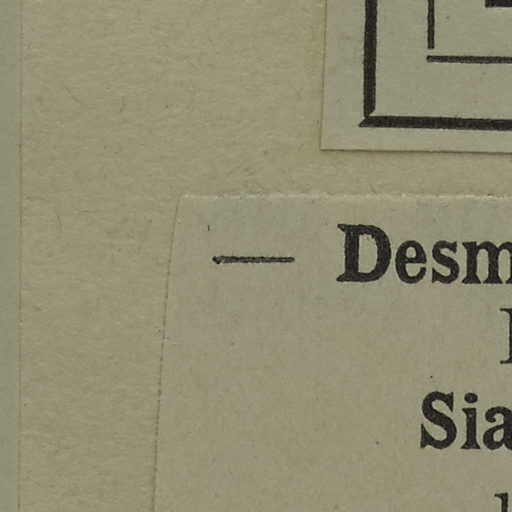 — Desm
Sia